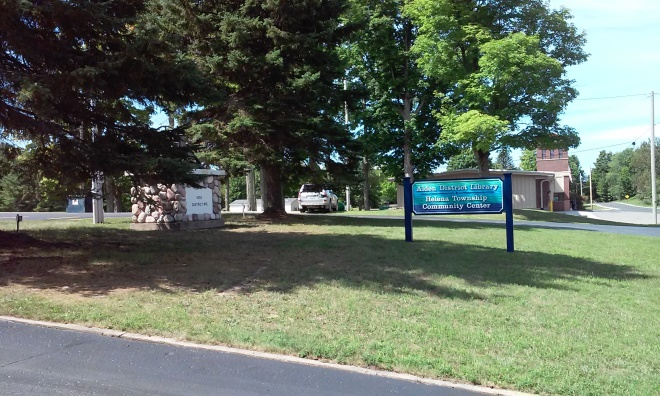 Alden District Library
Helena Township
Community Center